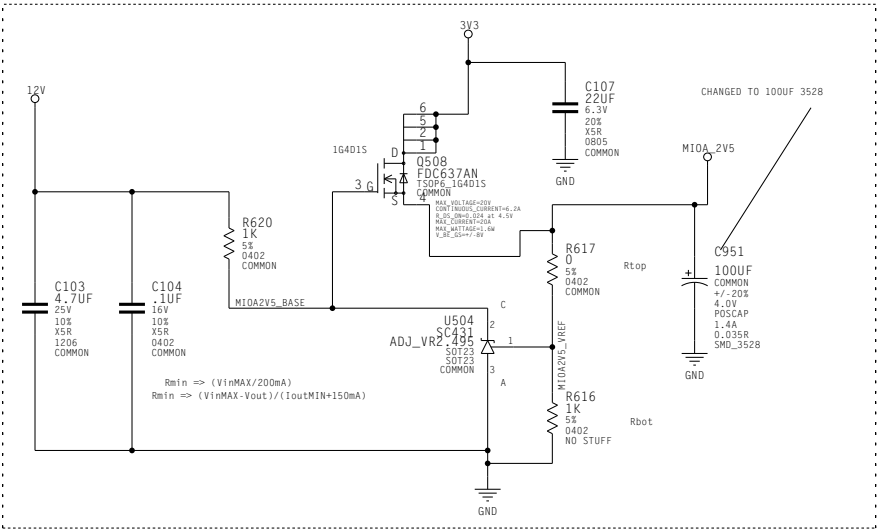 3V3
12V
C107
22UF
6.3V
20%
X5R
0805
COMMON
GND
CHANGED TO 100UF 3528
MIOA_2V5
6
5
2
1
1G4D1S
D
3 G
S
4
Q508
FDC637AN
TSOP6_1G4D1S
COMMON
MAX_VOLTAGE=20V
CONTINUOUS_CURRENT=6.2A
R_DS_ON=0.024 at 4.5V
MAX_CURRENT=20A
MAX_WATTAGE=1.6W
V_BE_GS=+/-8V
R620
1K
5%
0402
COMMON
R617
0
5%
0402
COMMON
Rtop
C951
+
100UF
COMMON
+/-20%
4.0V
POSCAP
1.4A
0.035R
SMD_3528
GND
C103
4.7UF
25V
10%
X5R
1206
COMMON
C104
.1UF
16V
10%
X5R
0402
COMMON
MIOA2V5_BASE
C
2
U504
SC431
ADJ_VR2.495
SOT23
SOT23
COMMON
1
3
A
MIOA2V5_VREF
Rmin => (VinMAX/200mA)
Rmin => (VinMAX-Vout)/(IoutMIN+150mA)
R616
1K
5%
0402
NO STUFF
Rbot
GND